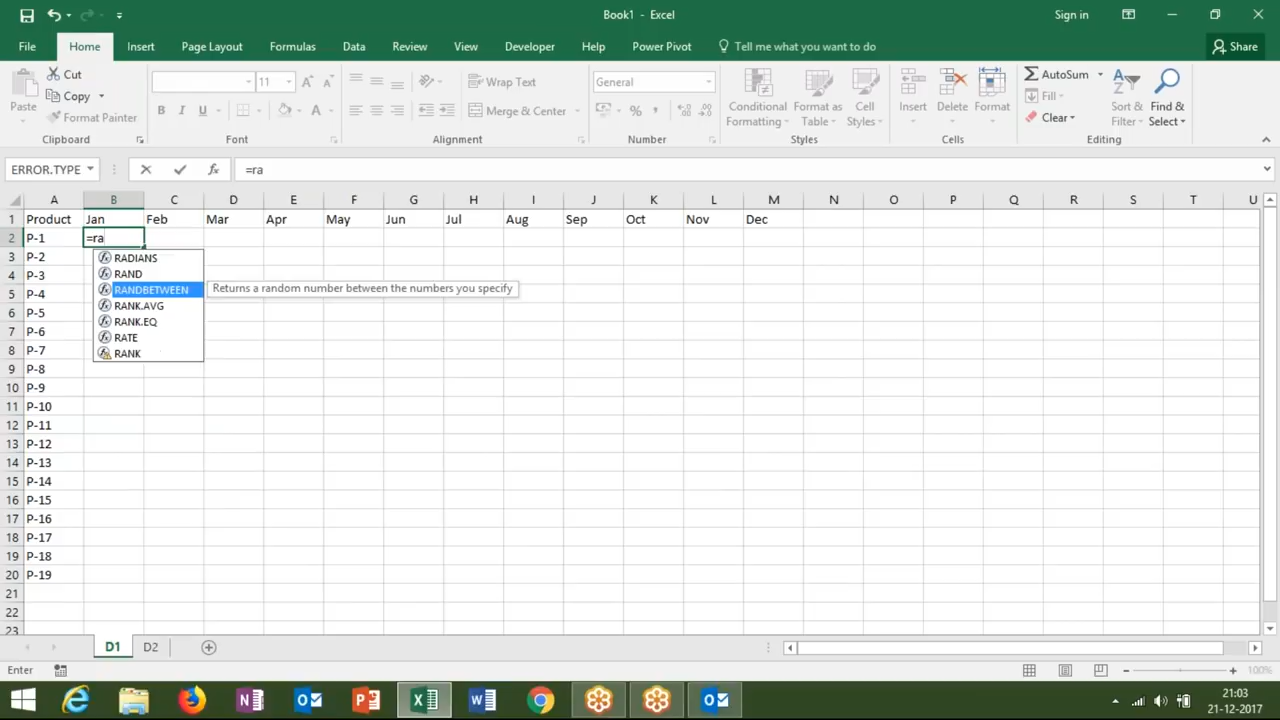 Book1 - Excel
Sign in
File Home Insert Page Layout Formulas Data Review View Developer Help Power Pivot Tell me what you want to do Share
Paste
Cut
Copy
Format Painter
Clipboard
11
Font
Wrap Text
Merge & Center
Alignment
General
%
Number
Conditional Formatting
Format as Table
Cell Styles
Styles
Insert
Delete
Format
Cells
AutoSum
Fill
Clear
Sort & Filter
Find & Select
Editing
ERROR.TYPE
fx
=ra
A B C D E F G H I J K L M N O P Q R S T U
1 Product Jan Feb Mar Apr May Jun Jul Aug Sep Oct Nov Dec
2 P-1 =ra
3 P-2
4 P-3
5 P-4
6 P-5
7 P-6
8 P-7
9 P-8
10 P-9
11 P-10
12 P-11
13 P-12
14 P-13
15 P-14
16 P-15
17 P-16
18 P-17
19 P-18
20 P-19
21
22
23
RADIANS
RAND
RANDBETWEEN
Returns a random number between the numbers you specify
RANK.AVG
RANK.EQ
RATE
RANK
D1 D2
Enter
100%
21:03
21-12-2017